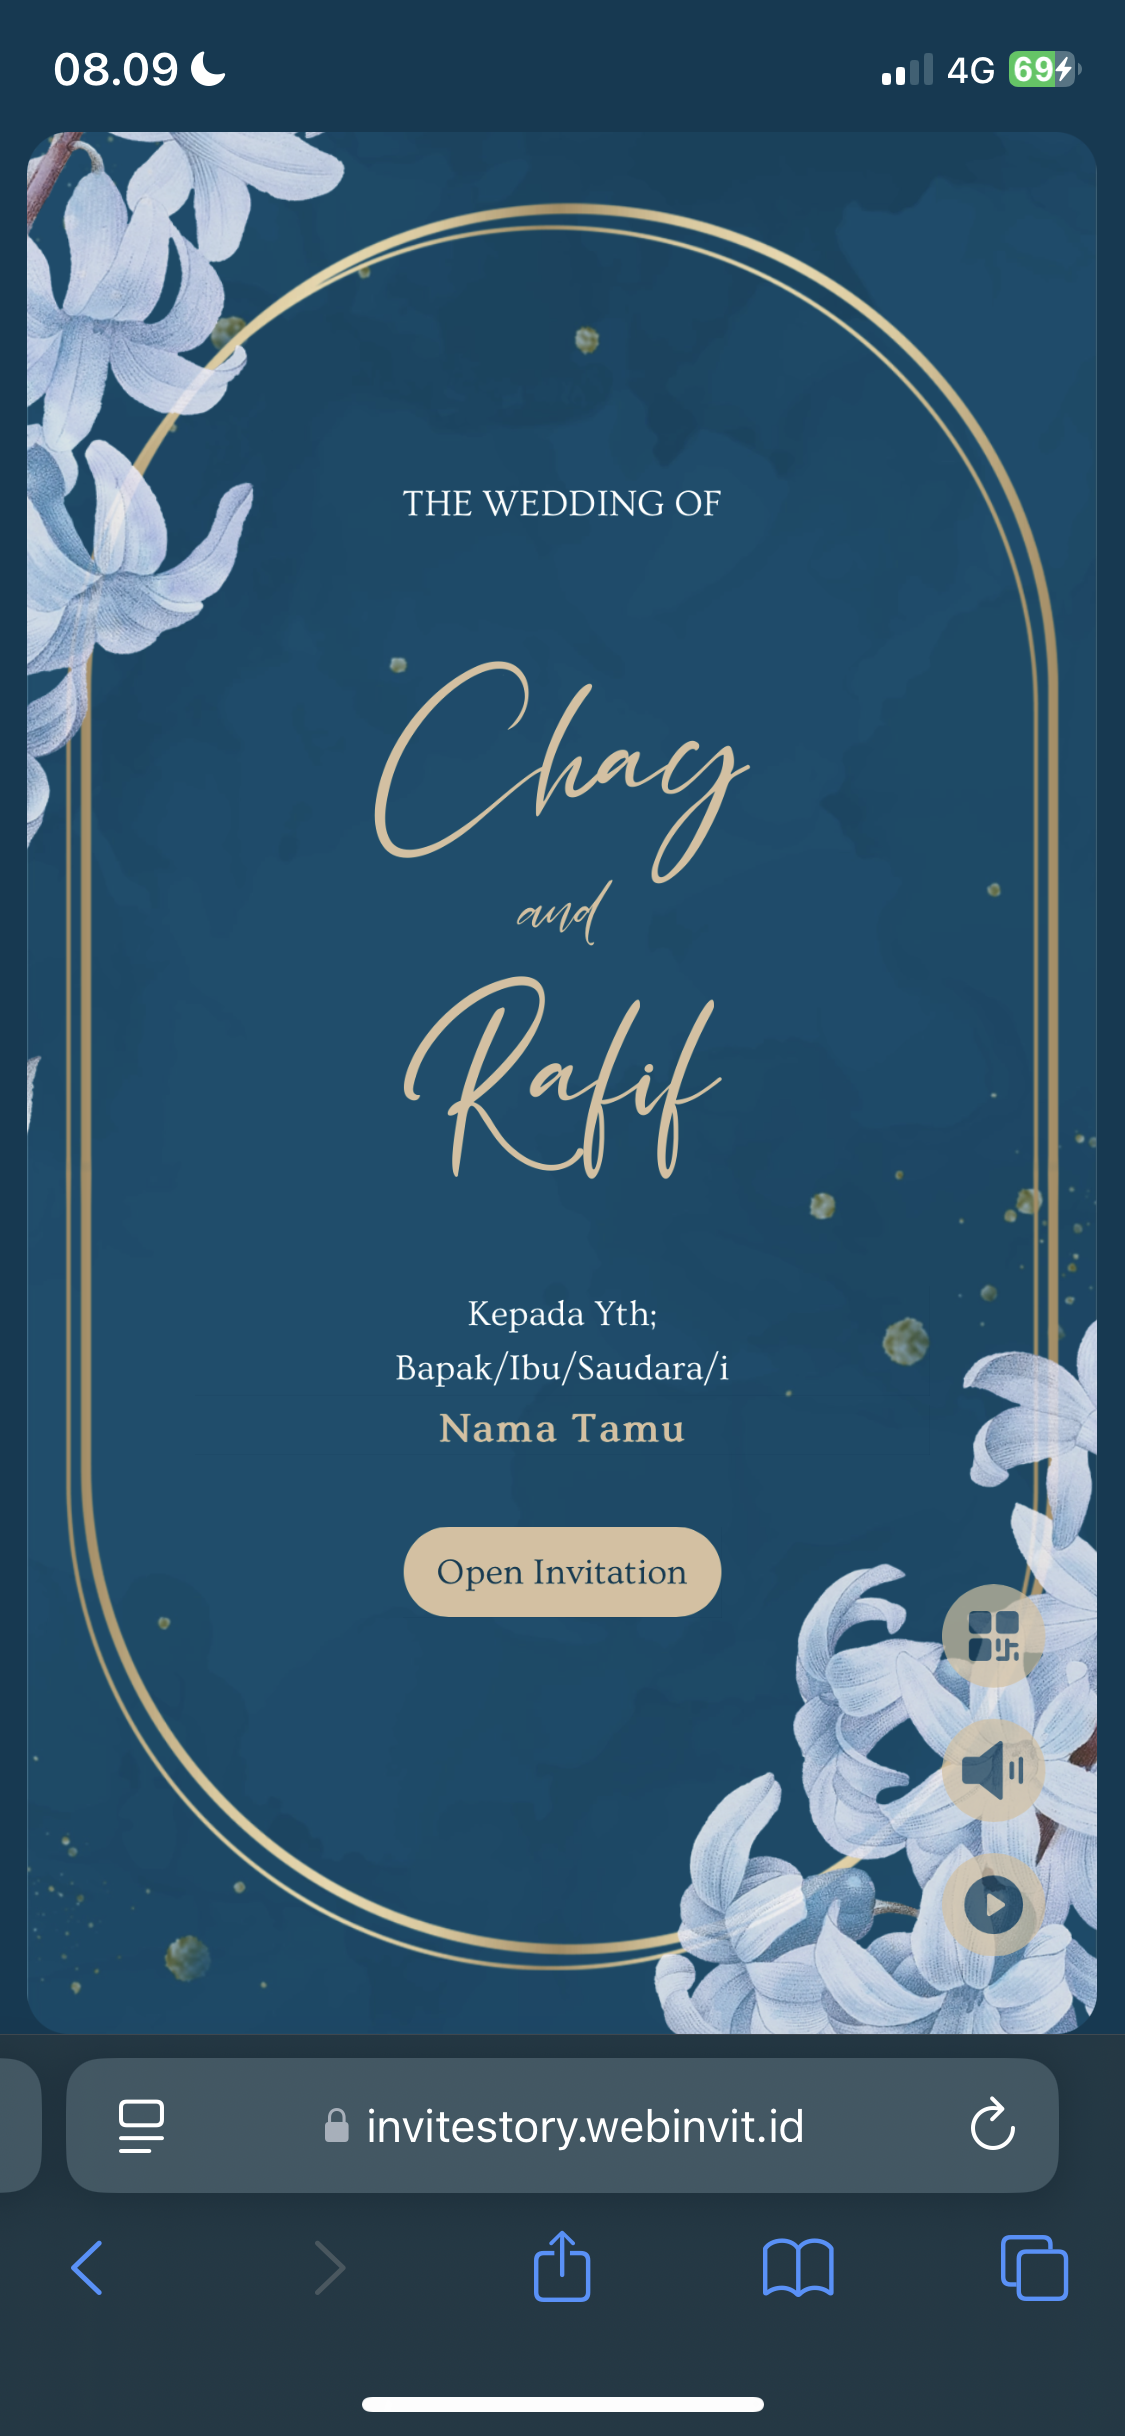 08.09
4G
69
THE WEDDING OF
Chacy
and
Rafif
Kepada Yth;
Bapak/Ibu/Saudara/i
Nama Tamu
Open Invitation
invitestory.webinvit.id